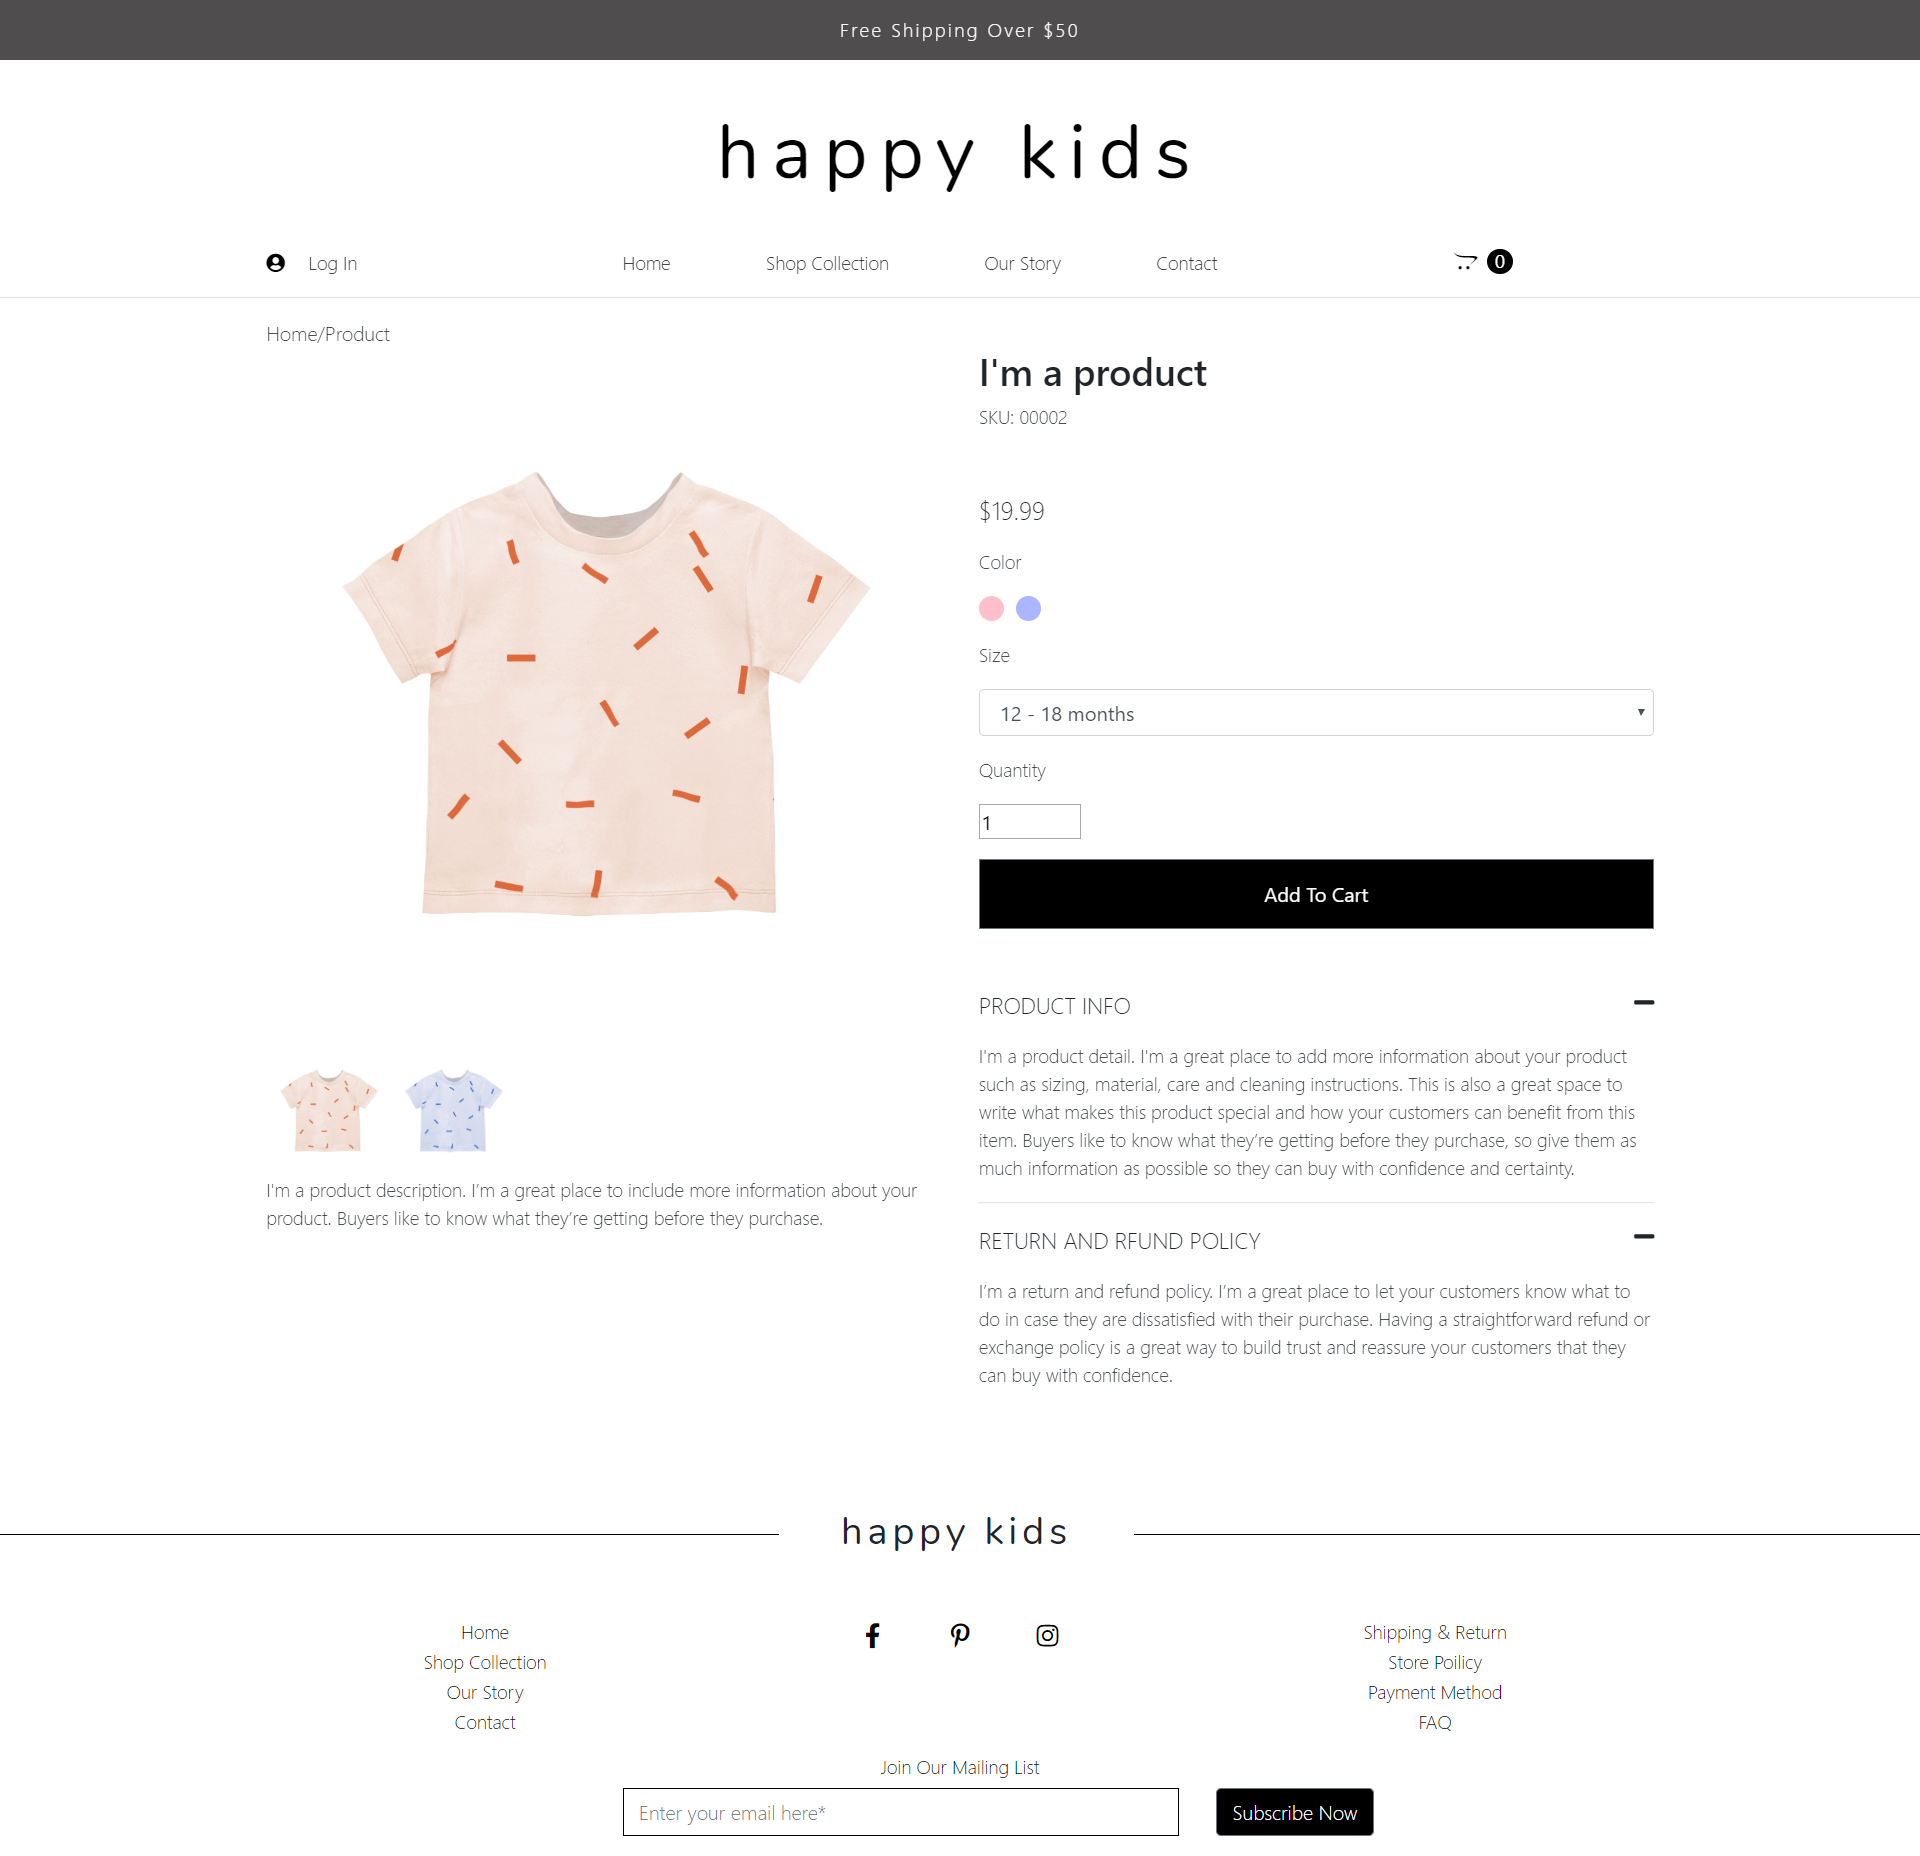 Free Shipping Over $50
happy kids
Log In
Home
Shop Collection
Our Story
Contact
0
Home/Product
I'm a product
SKU: 00002
$19.99
Color
Size
12 - 18 months
Quantity
1
Add To Cart
PRODUCT INFO
I'm a product detail. I'm a great place to add more information about your product
such as sizing, material, care and cleaning instructions. This is also a great space to
write what makes this product special and how your customers can benefit from this
item. Buyers like to know what they’re getting before they purchase, so give them as
much information as possible so they can buy with confidence and certainty.
I'm a product description. I’m a great place to include more information about your
product. Buyers like to know what they’re getting before they purchase.
RETURN AND RFUND POLICY
I’m a return and refund policy. I’m a great place to let your customers know what to
do in case they are dissatisfied with their purchase. Having a straightforward refund or
exchange policy is a great way to build trust and reassure your customers that they
can buy with confidence.
happy kids
Home
Shop Collection
Our Story
Contact
Shipping & Return
Store Poilicy
Payment Method
FAQ
Join Our Mailing List
Enter your email here*
Subscribe Now